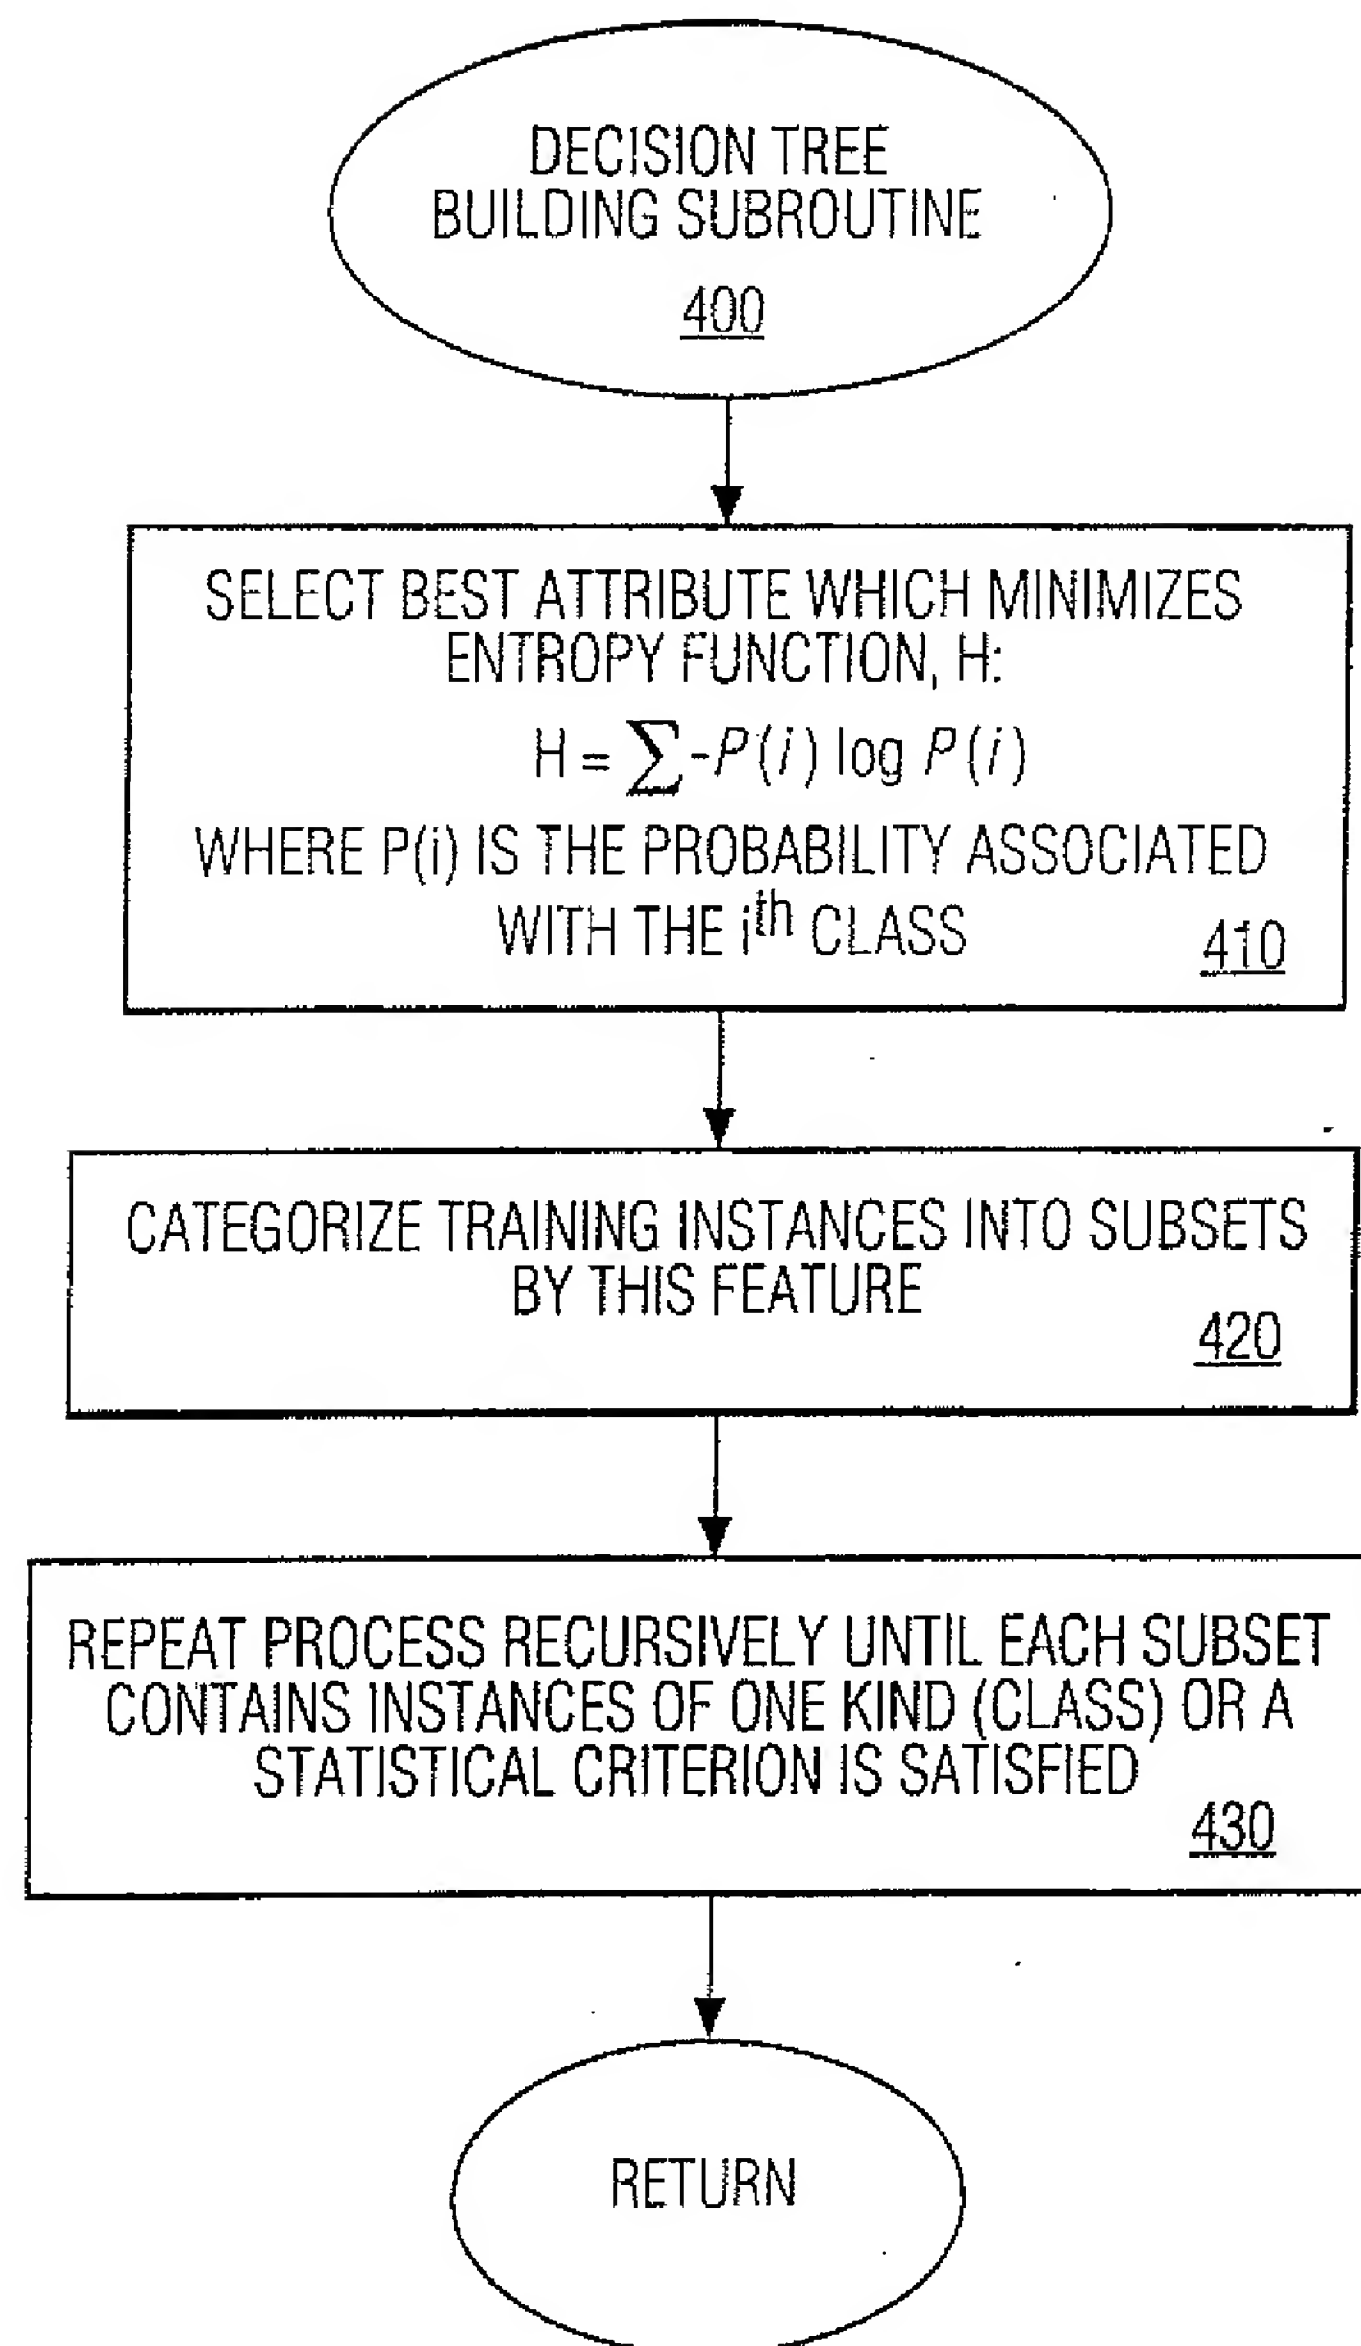 DECISION TREE
BUILDING SUBROUTINE
400
SELECT BEST ATTRIBUTE WHICH MINIMIZES
ENTROPY FUNCTION, H:
H = ∑ -P(i) log P(i)
WHERE P(i) IS THE PROBABILITY ASSOCIATED
WITH THE iᵗʰ CLASS
410
CATEGORIZE TRAINING INSTANCES INTO SUBSETS
BY THIS FEATURE
420
REPEAT PROCESS RECURSIVELY UNTIL EACH SUBSET
CONTAINS INSTANCES OF ONE KIND (CLASS) OR A
STATISTICAL CRITERION IS SATISFIED
430
RETURN